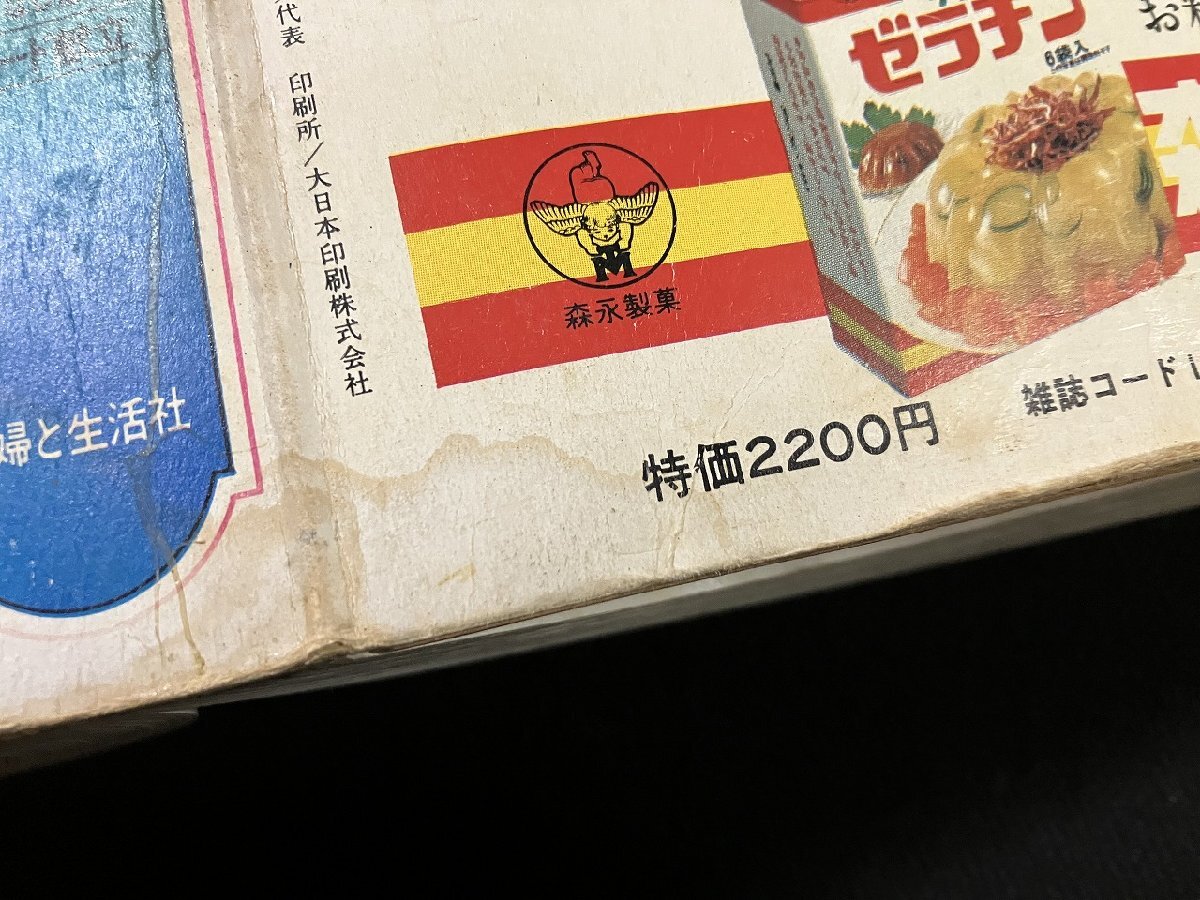 代表 印刷所/大日本印刷株式会社
婦と生活社
ゼラチン
6袋入
TM
森永製菓
特価2200円
雑誌コード